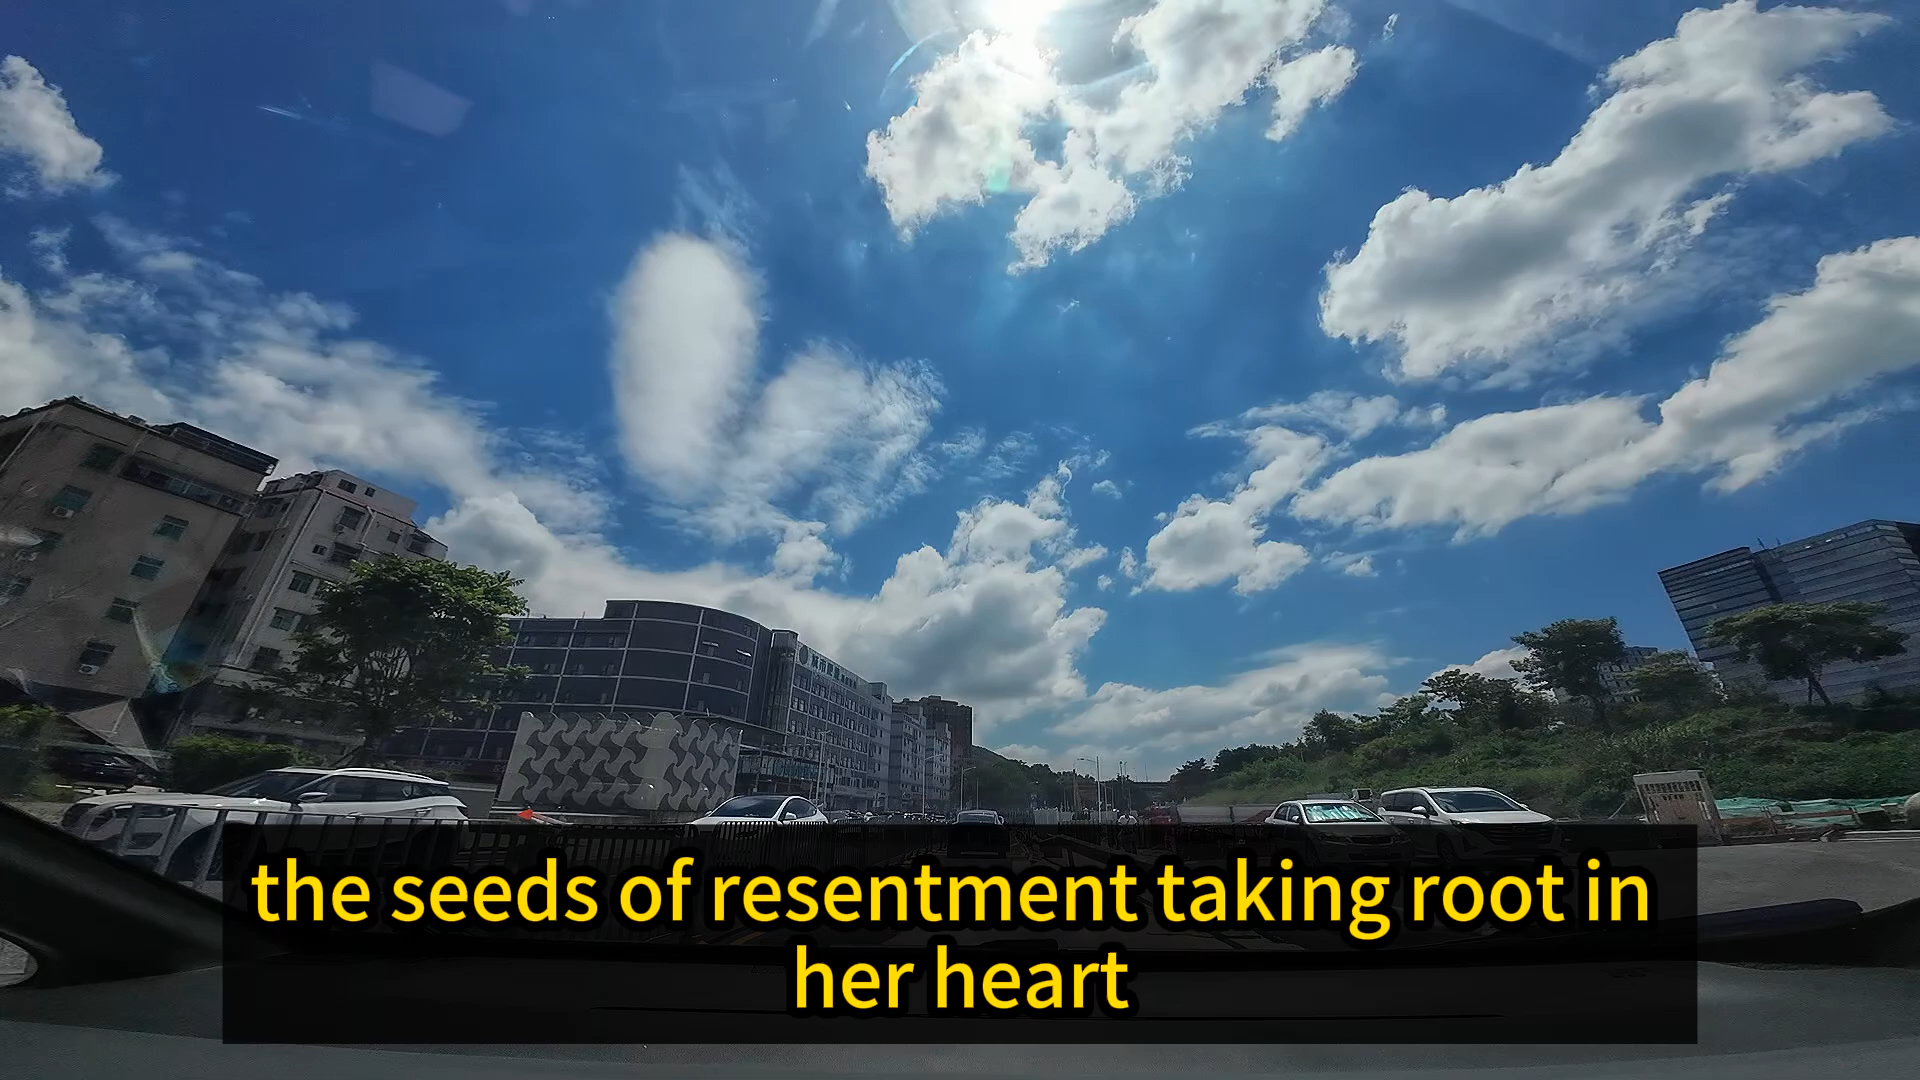 the seeds of resentment taking root in
her heart